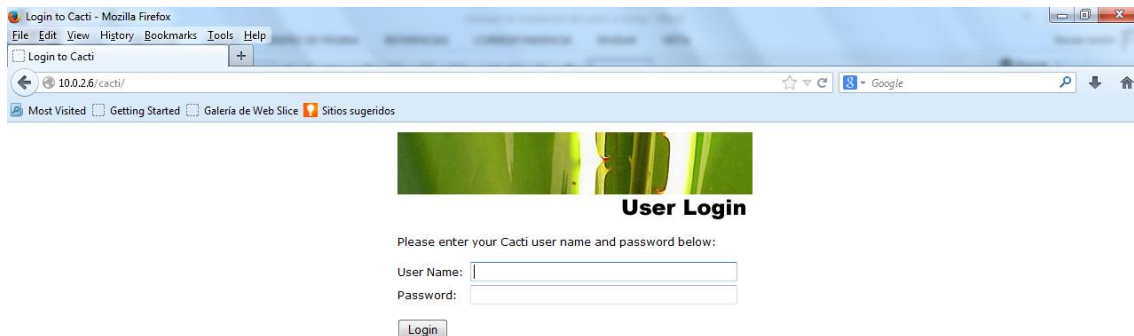 Login to Cacti - Mozilla Firefox
File Edit View History Bookmarks Tools Help
Login to Cacti +
10.0.2.6/cacti/
Google
Most Visited Getting Started Galería de Web Slice Sitios sugeridos
User Login
Please enter your Cacti user name and password below:
User Name:
Password:
Login